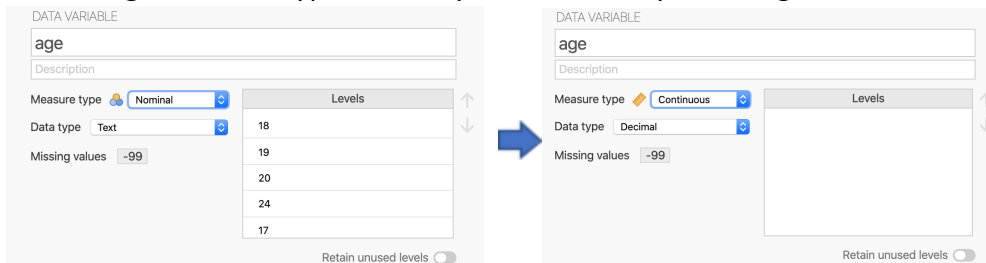 DATA VARIABLE
age
Description
Measure type Nominal
Data type Text
Missing values -99
Levels
18
19
20
24
17
Retain unused levels
DATA VARIABLE
age
Description
Measure type Continuous
Data type Decimal
Missing values -99
Levels
Retain unused levels